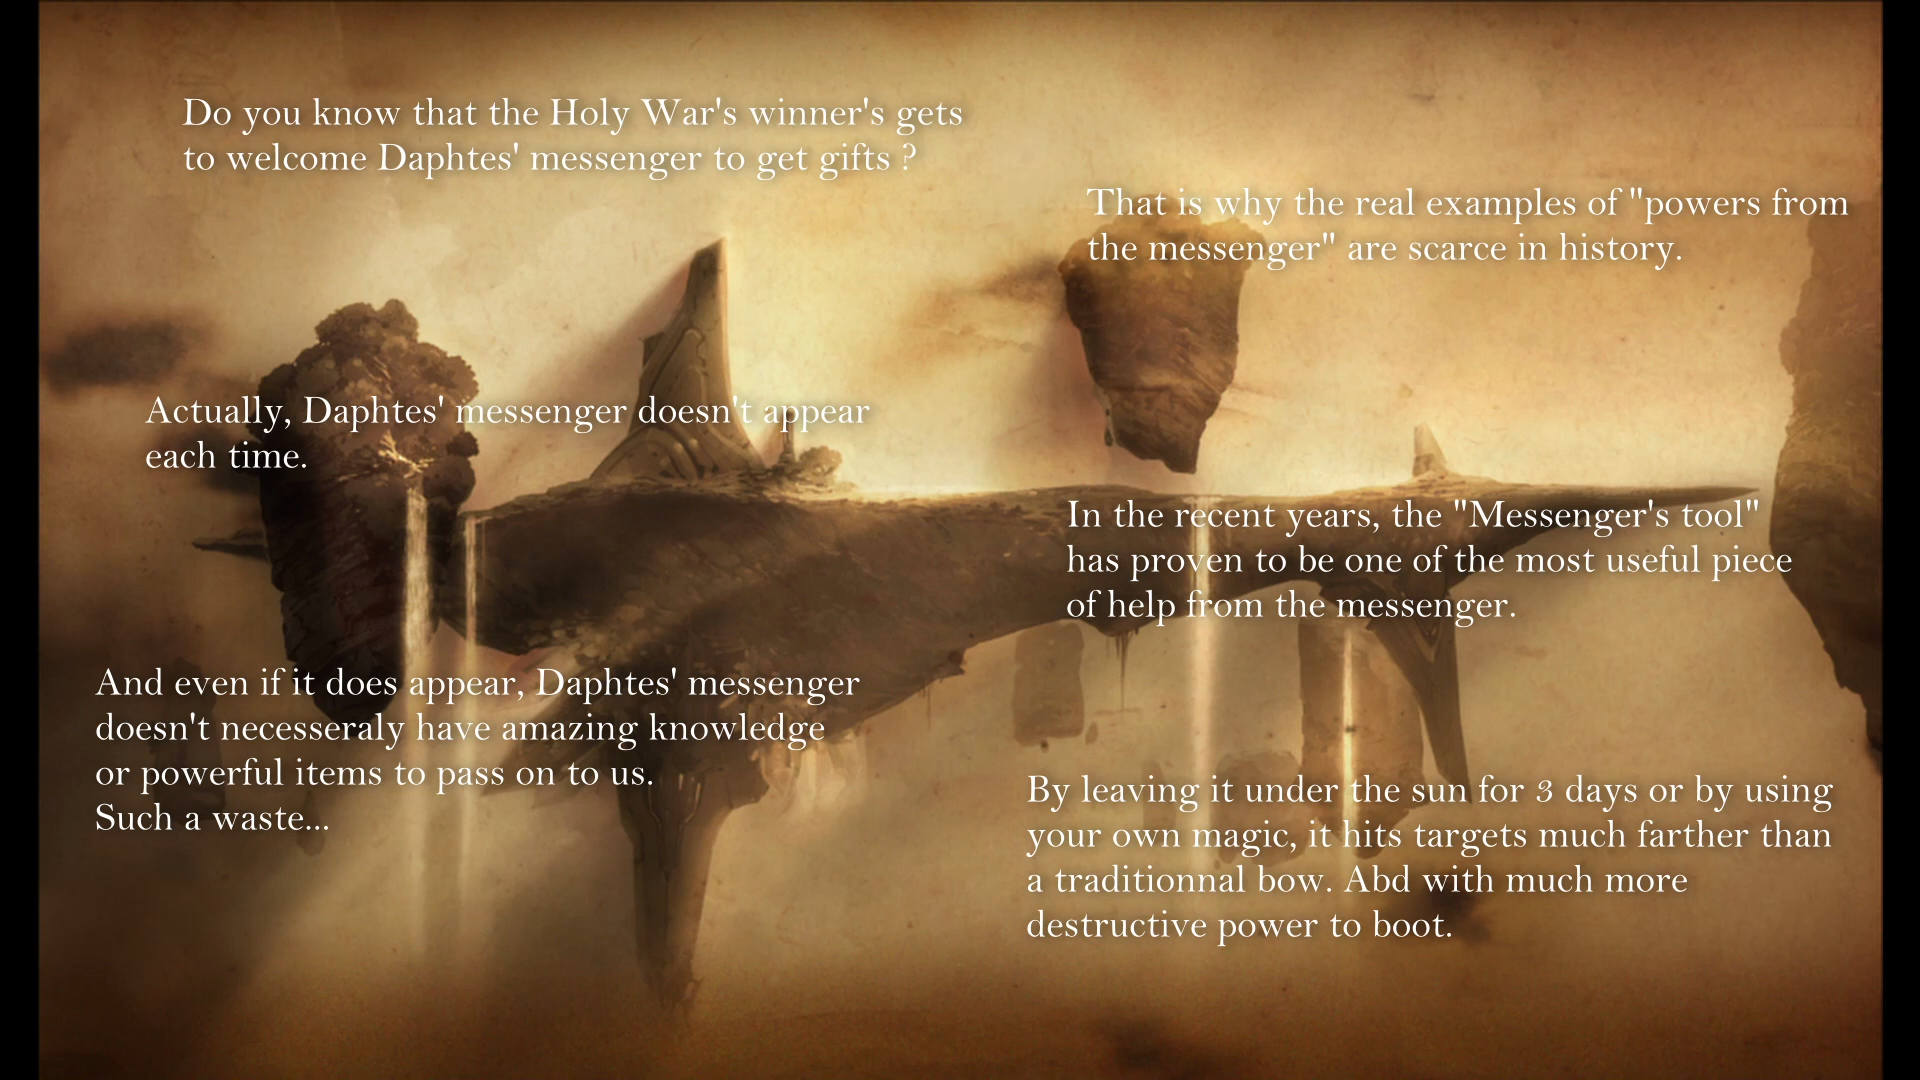 Do you know that the Holy War's winner's gets
to welcome Daphtes' messenger to get gifts ?
Actually, Daphtes' messenger doesn't appear
each time.
And even if it does appear, Daphtes' messenger
doesn't necesseraly have amazing knowledge
or powerful items to pass on to us.
Such a waste...
That is why the real examples of "powers from
the messenger" are scarce in history.
In the recent years, the "Messenger's tool"
has proven to be one of the most useful piece
of help from the messenger.
By leaving it under the sun for 3 days or by using
your own magic, it hits targets much farther than
a traditionnal bow. Abd with much more
destructive power to boot.